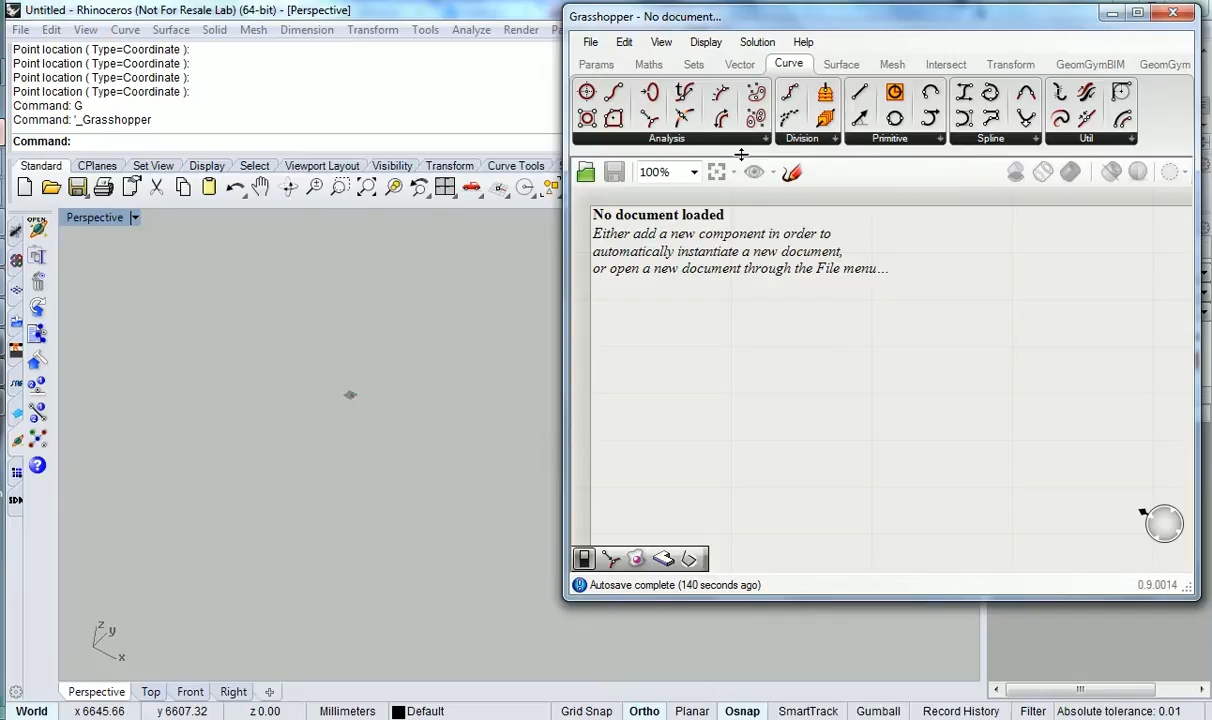 Untitled - Rhinoceros (Not For Resale Lab) (64-bit) - [Perspective]
File Edit View Curve Surface Solid Mesh Dimension Transform Tools Analyze Render
Point location ( Type=Coordinate ):
Point location ( Type=Coordinate ):
Point location ( Type=Coordinate ):
Point location ( Type=Coordinate ):
Command: G
Command: '_Grasshopper
Command:
Standard CPlanes Set View Display Select Viewport Layout Visibility Transform Curve Tools
Perspective
OPEN
Grasshopper - No document...
File Edit View Display Solution Help
Params Maths Sets Vector Curve Surface Mesh Intersect Transform GeomGymBIM GeomGym
Analysis Division Primitive Spline Util
100%
No document loaded
Either add a new component in order to
automatically instantiate a new document,
or open a new document through the File menu...
Autosave complete (140 seconds ago)
0.9.0014
z y x
Perspective Top Front Right
World x 6645.66 y 6607.32 z 0.00 Millimeters Default Grid Snap Ortho Planar Osnap SmartTrack Gumball Record History Filter Absolute tolerance: 0.01